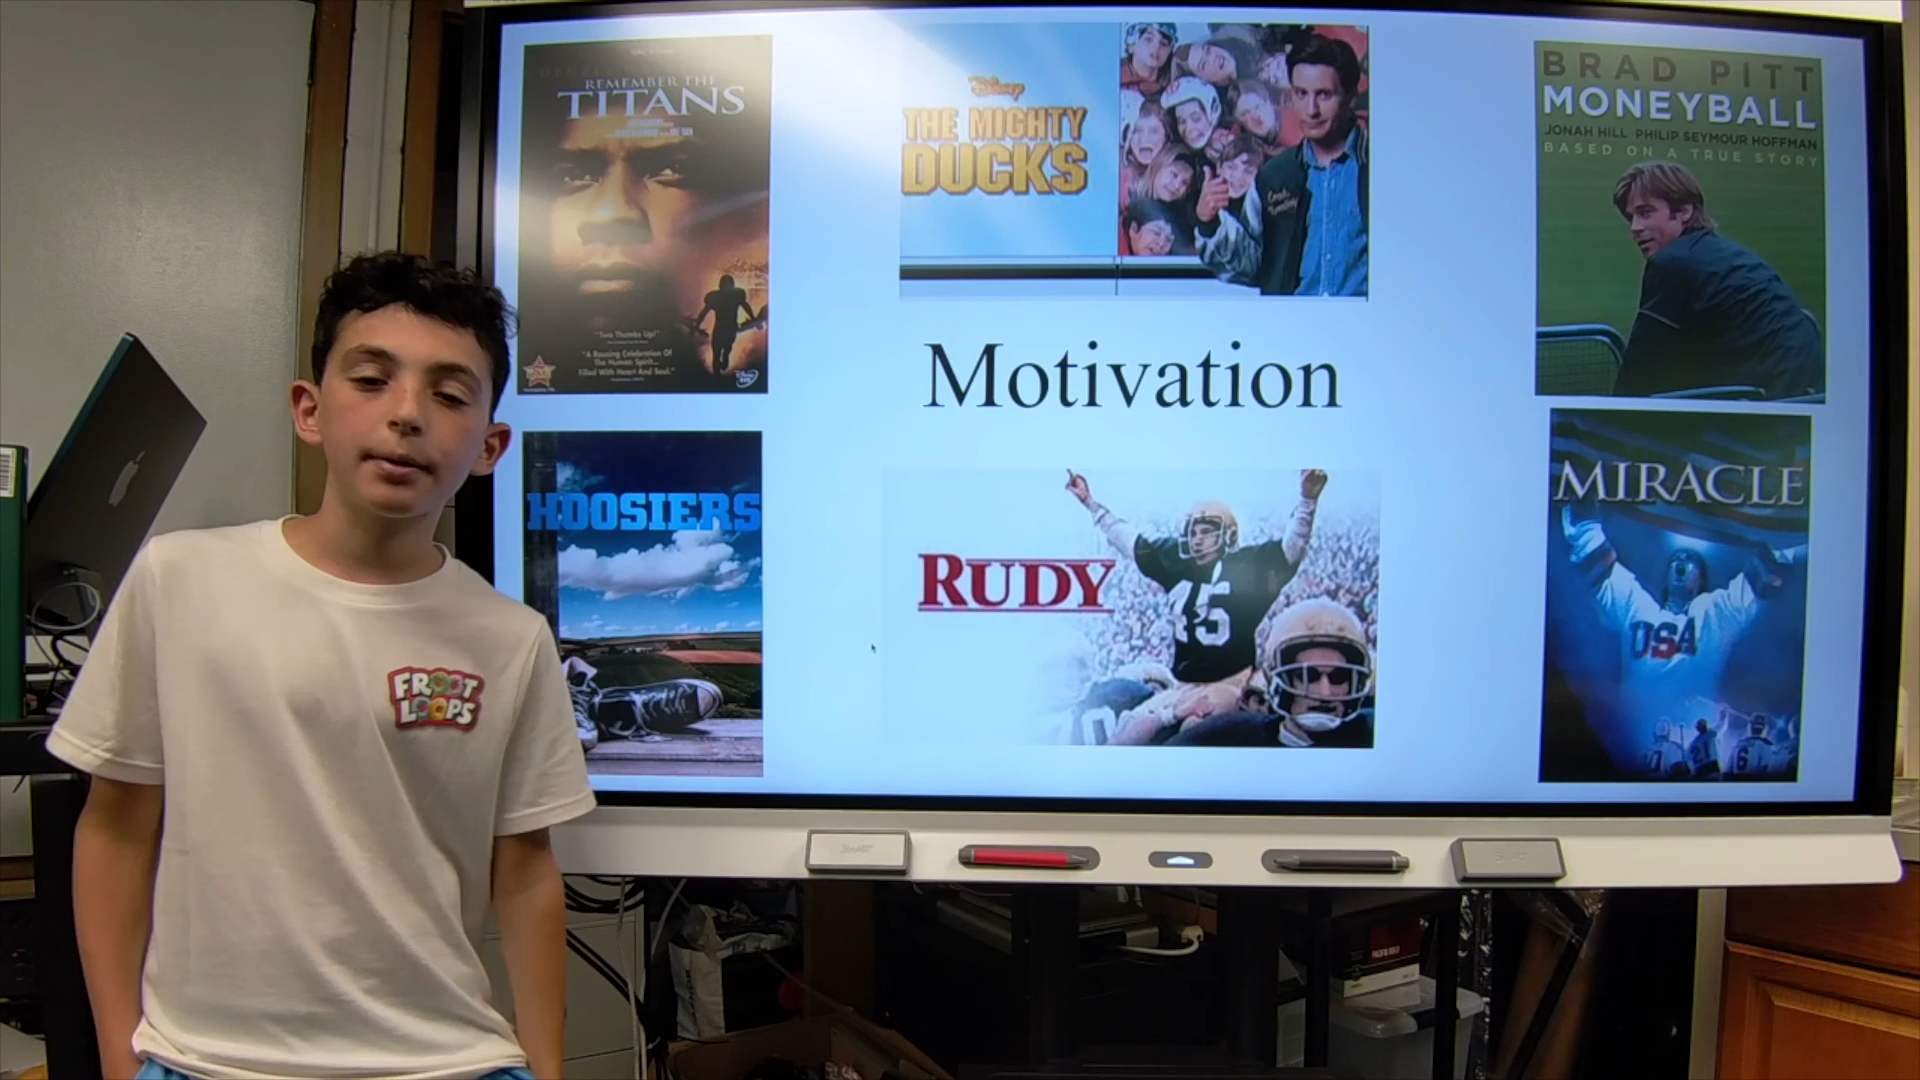 REMEMBER THE
TITANS
"Two Thumbs Up!"
"A Rousing Celebration Of
The Human Spirit...
Filled With Heart And Soul."
Disney
THE MIGHTY
DUCKS
BRAD PITT
MONEYBALL
JONAH HILL PHILIP SEYMOUR HOFFMAN
BASED ON A TRUE STORY
Motivation
HOOSIERS
RUDY
45
MIRACLE
USA
FROOT
LOOPS
SMART
SMART